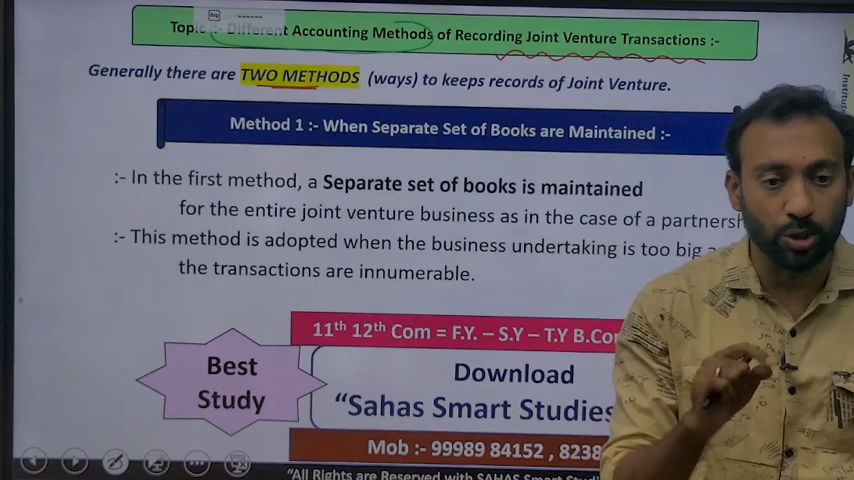 Topic :- Different Accounting Methods of Recording Joint Venture Transactions :-
Generally there are TWO METHODS (ways) to keeps records of Joint Venture.
Method 1 :- When Separate Set of Books are Maintained :-
:- In the first method, a Separate set of books is maintained
for the entire joint venture business as in the case of a
:- This method is adopted when the business undertaking is too big
the transactions are innumerable.
11th 12th Com = F.Y. – S.Y – T.Y
Best
Study
Download
"Sahas Smart Studies
Mob :- 99989 84152 ,
"All Rights are Reserved with SAHAS Smart